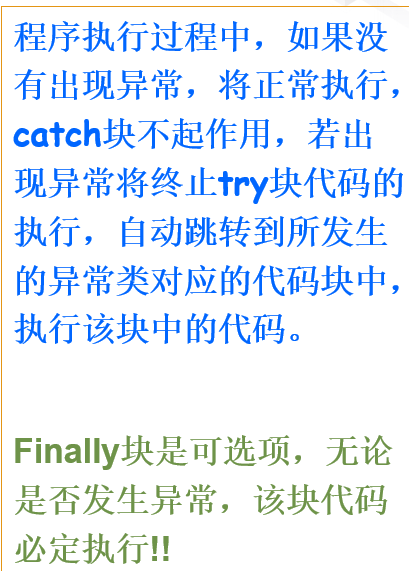 程序执行过程中，如果没
有出现异常，将正常执行，
catch块不起作用，若出
现异常将终止try块代码的
执行，自动跳转到所发生
的异常类对应的代码块中，
执行该块中的代码。
Finally块是可选项，无论
是否发生异常，该块代码
必定执行!!